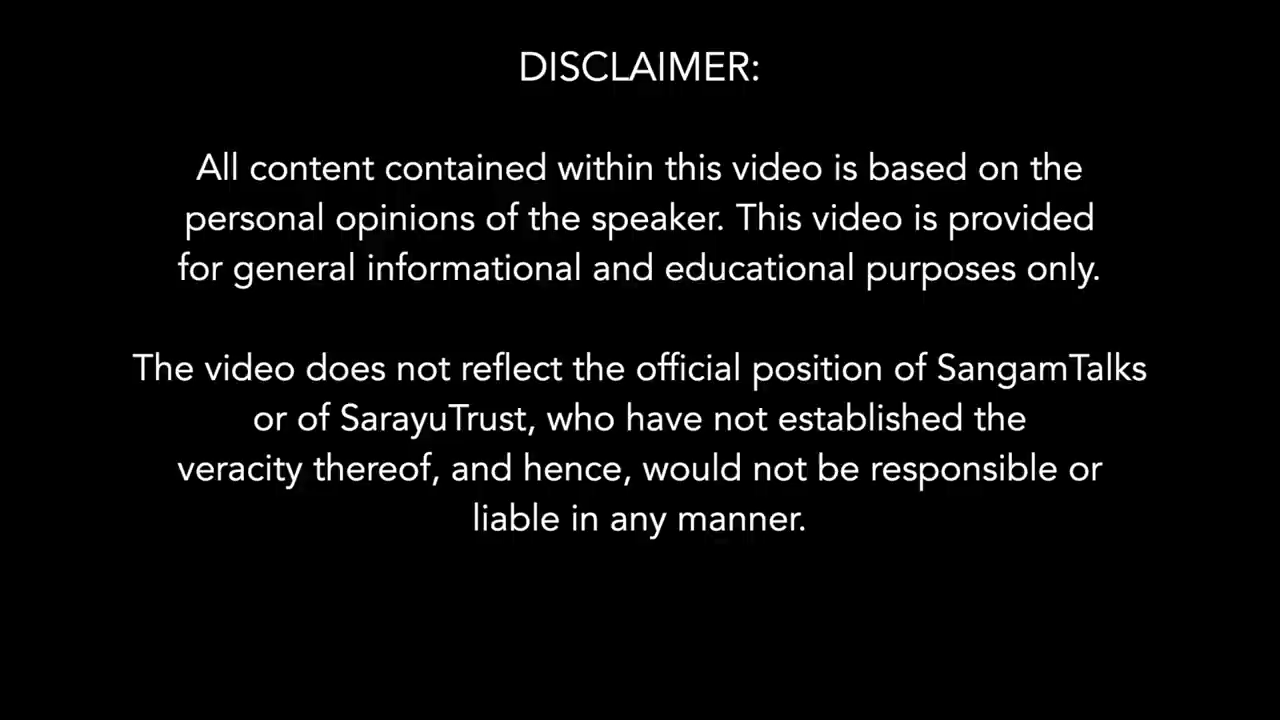 DISCLAIMER:
All content contained within this video is based on the
personal opinions of the speaker. This video is provided
for general informational and educational purposes only.
The video does not reflect the official position of SangamTalks
or of SarayuTrust, who have not established the
veracity thereof, and hence, would not be responsible or
liable in any manner.